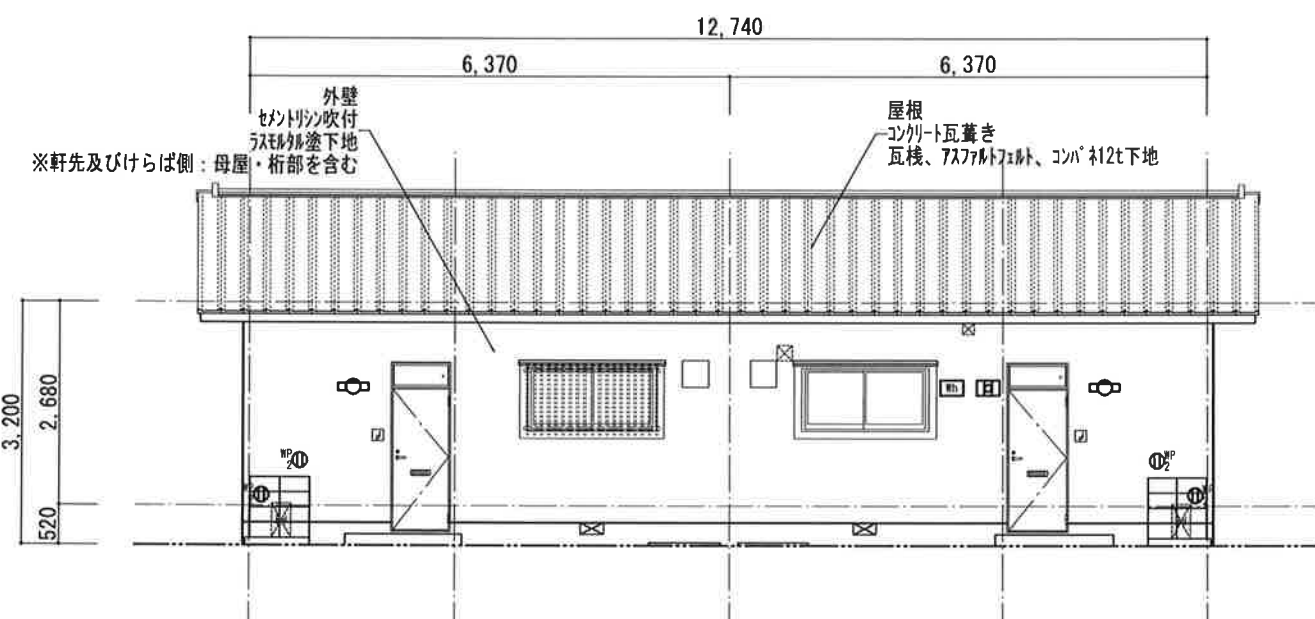 12,740
6,370
6,370
外壁
セメントリシン吹付
ラスモルタル塗下地
※軒先及びけらば側：母屋・桁部を含む
屋根
コンクリート瓦葺き
瓦桟、アスファルトフェルト、コンパネ12t下地
3,200
2,680
520
Wh
WP
2
WP
2